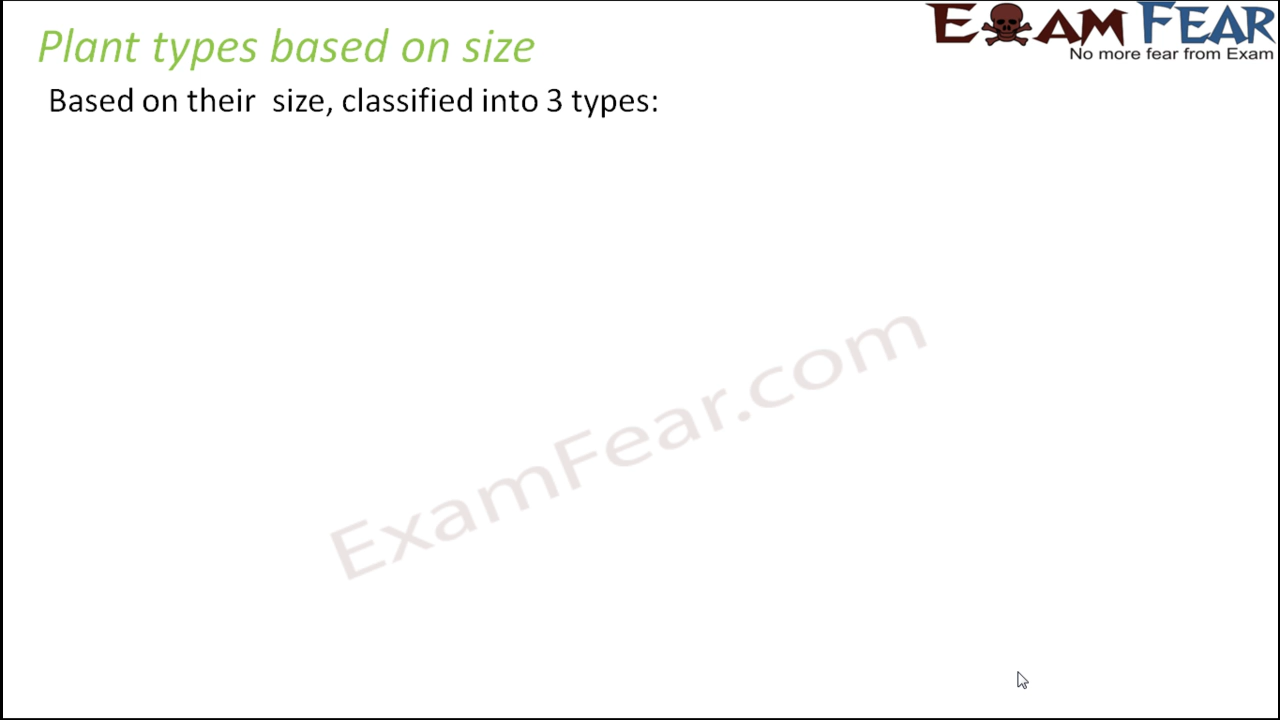 Plant types based on size
EXAM FEAR
No more fear from Exam
Based on their size, classified into 3 types:
ExamFear.com